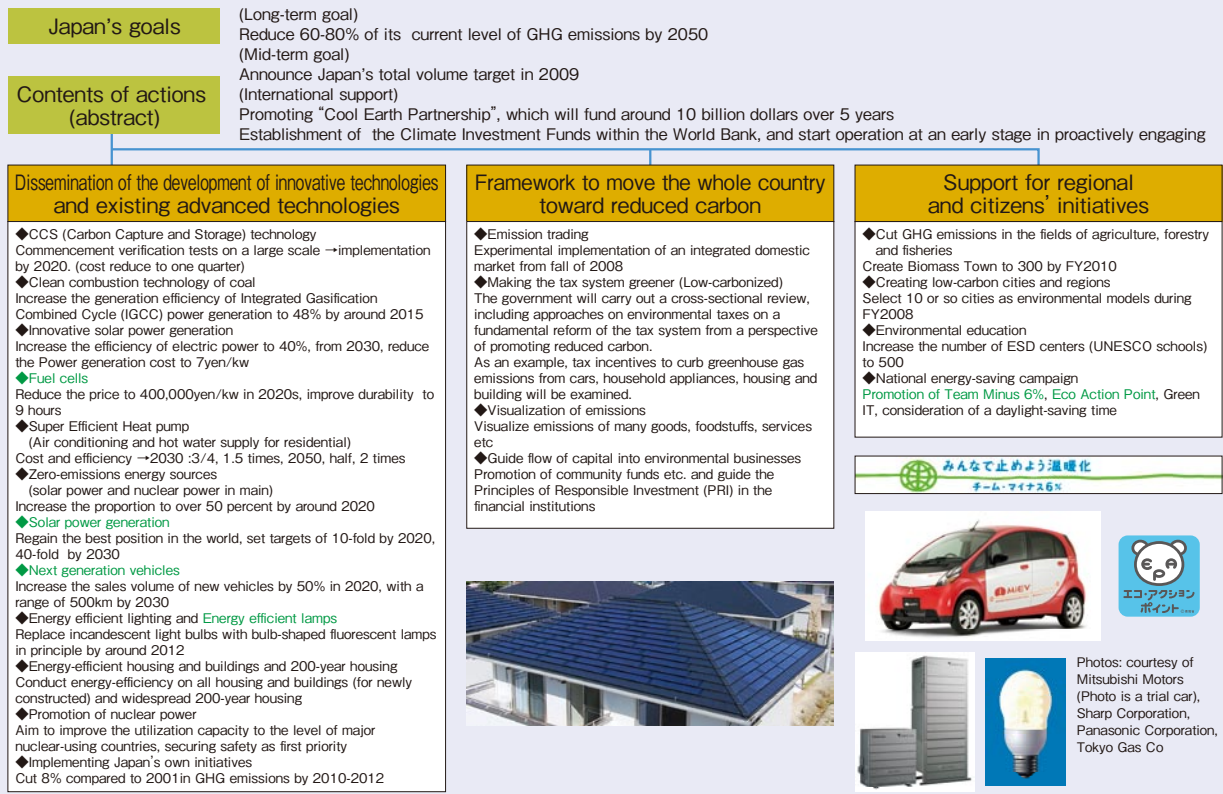 Japan's goals
(Long-term goal)
Reduce 60-80% of its current level of GHG emissions by 2050
(Mid-term goal)
Announce Japan's total volume target in 2009
Contents of actions
(abstract)
(International support)
Promoting "Cool Earth Partnership", which will fund around 10 billion dollars over 5 years
Establishment of the Climate Investment Funds within the World Bank, and start operation at an early stage in proactively engaging
Dissemination of the development of innovative technologies
and existing advanced technologies
◆CCS (Carbon Capture and Storage) technology
Commencement verification tests on a large scale →implementation
by 2020. (cost reduce to one quarter)
◆Clean combustion technology of coal
Increase the generation efficiency of Integrated Gasification
Combined Cycle (IGCC) power generation to 48% by around 2015
◆Innovative solar power generation
Increase the efficiency of electric power to 40%, from 2030, reduce
the Power generation cost to 7yen/kw
◆Fuel cells
Reduce the price to 400,000yen/kw in 2020s, improve durability to
9 hours
◆Super Efficient Heat pump
(Air conditioning and hot water supply for residential)
Cost and efficiency →2030 :3/4, 1.5 times, 2050, half, 2 times
◆Zero-emissions energy sources
(solar power and nuclear power in main)
Increase the proportion to over 50 percent by around 2020
◆Solar power generation
Regain the best position in the world, set targets of 10-fold by 2020,
40-fold by 2030
◆Next generation vehicles
Increase the sales volume of new vehicles by 50% in 2020, with a
range of 500km by 2030
◆Energy efficient lighting and Energy efficient lamps
Replace incandescent light bulbs with bulb-shaped fluorescent lamps
in principle by around 2012
◆Energy-efficient housing and buildings and 200-year housing
Conduct energy-efficiency on all housing and buildings (for newly
constructed) and widespread 200-year housing
◆Promotion of nuclear power
Aim to improve the utilization capacity to the level of major
nuclear-using countries, securing safety as first priority
◆Implementing Japan's own initiatives
Cut 8% compared to 2001in GHG emissions by 2010-2012
Framework to move the whole country
toward reduced carbon
◆Emission trading
Experimental implementation of an integrated domestic
market from fall of 2008
◆Making the tax system greener (Low-carbonized)
The government will carry out a cross-sectional review,
including approaches on environmental taxes on a
fundamental reform of the tax system from a perspective
of promoting reduced carbon.
As an example, tax incentives to curb greenhouse gas
emissions from cars, household appliances, housing and
building will be examined.
◆Visualization of emissions
Visualize emissions of many goods, foodstuffs, services
etc
◆Guide flow of capital into environmental businesses
Promotion of community funds etc. and guide the
Principles of Responsible Investment (PRI) in the
financial institutions
Support for regional
and citizens' initiatives
◆Cut GHG emissions in the fields of agriculture, forestry
and fisheries
Create Biomass Town to 300 by FY2010
◆Creating low-carbon cities and regions
Select 10 or so cities as environmental models during
FY2008
◆Environmental education
Increase the number of ESD centers (UNESCO schools)
to 500
◆National energy-saving campaign
Promotion of Team Minus 6%, Eco Action Point, Green
IT, consideration of a daylight-saving time
みんなで止めよう温暖化
チーム・マイナス6%
i MiEV
EPA
エコ・アクション
ポイント
Photos: courtesy of
Mitsubishi Motors
(Photo is a trial car),
Sharp Corporation,
Panasonic Corporation,
Tokyo Gas Co